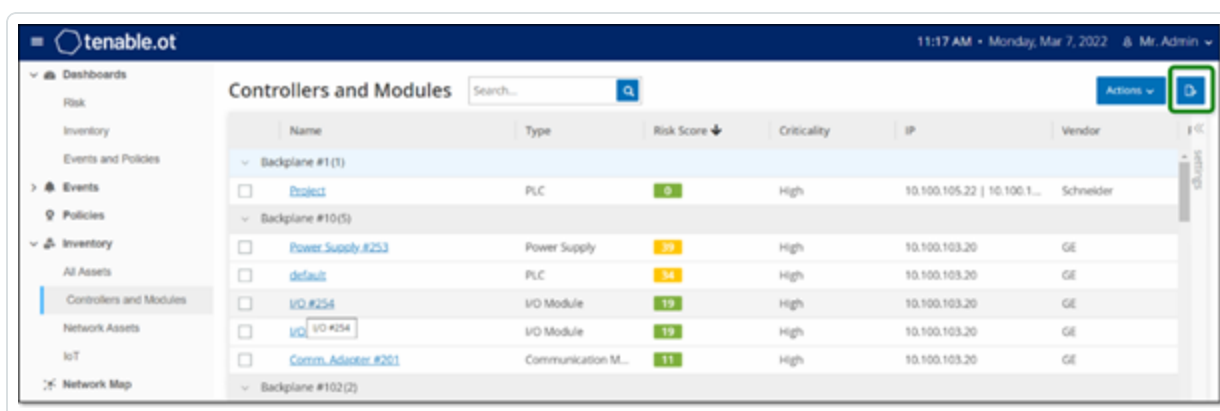 tenable.ot
11:17 AM • Monday, Mar 7, 2022 Mr. Admin
Dashboards
Risk
Inventory
Events and Policies
Events
Policies
Inventory
All Assets
Controllers and Modules
Network Assets
IoT
Network Map
Controllers and Modules Search... Actions
Name Type Risk Score Criticality IP Vendor
settings
Backplane #1(1)
Project PLC 0 High 10.100.105.22 | 10.100.1... Schneider
Backplane #10(5)
Power Supply #253 Power Supply 39 High 10.100.103.20 GE
default PLC 34 High 10.100.103.20 GE
I/O #254 I/O Module 19 High 10.100.103.20 GE
I/O I/O #254 I/O Module 19 High 10.100.103.20 GE
Comm. Adapter #201 Communication M... 11 High 10.100.103.20 GE
Backplane #102(2)